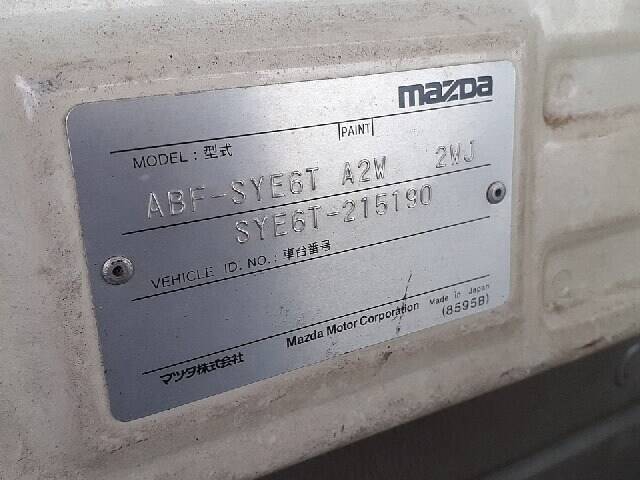 mazda
PAINT
MODEL : 型式
ABF-SYE6T A2W 2WJ
SYE6T-215190
VEHICLE ID. NO. : 車台番号
Mazda Motor Corporation Made in Japan
(8595B)
マツダ株式会社